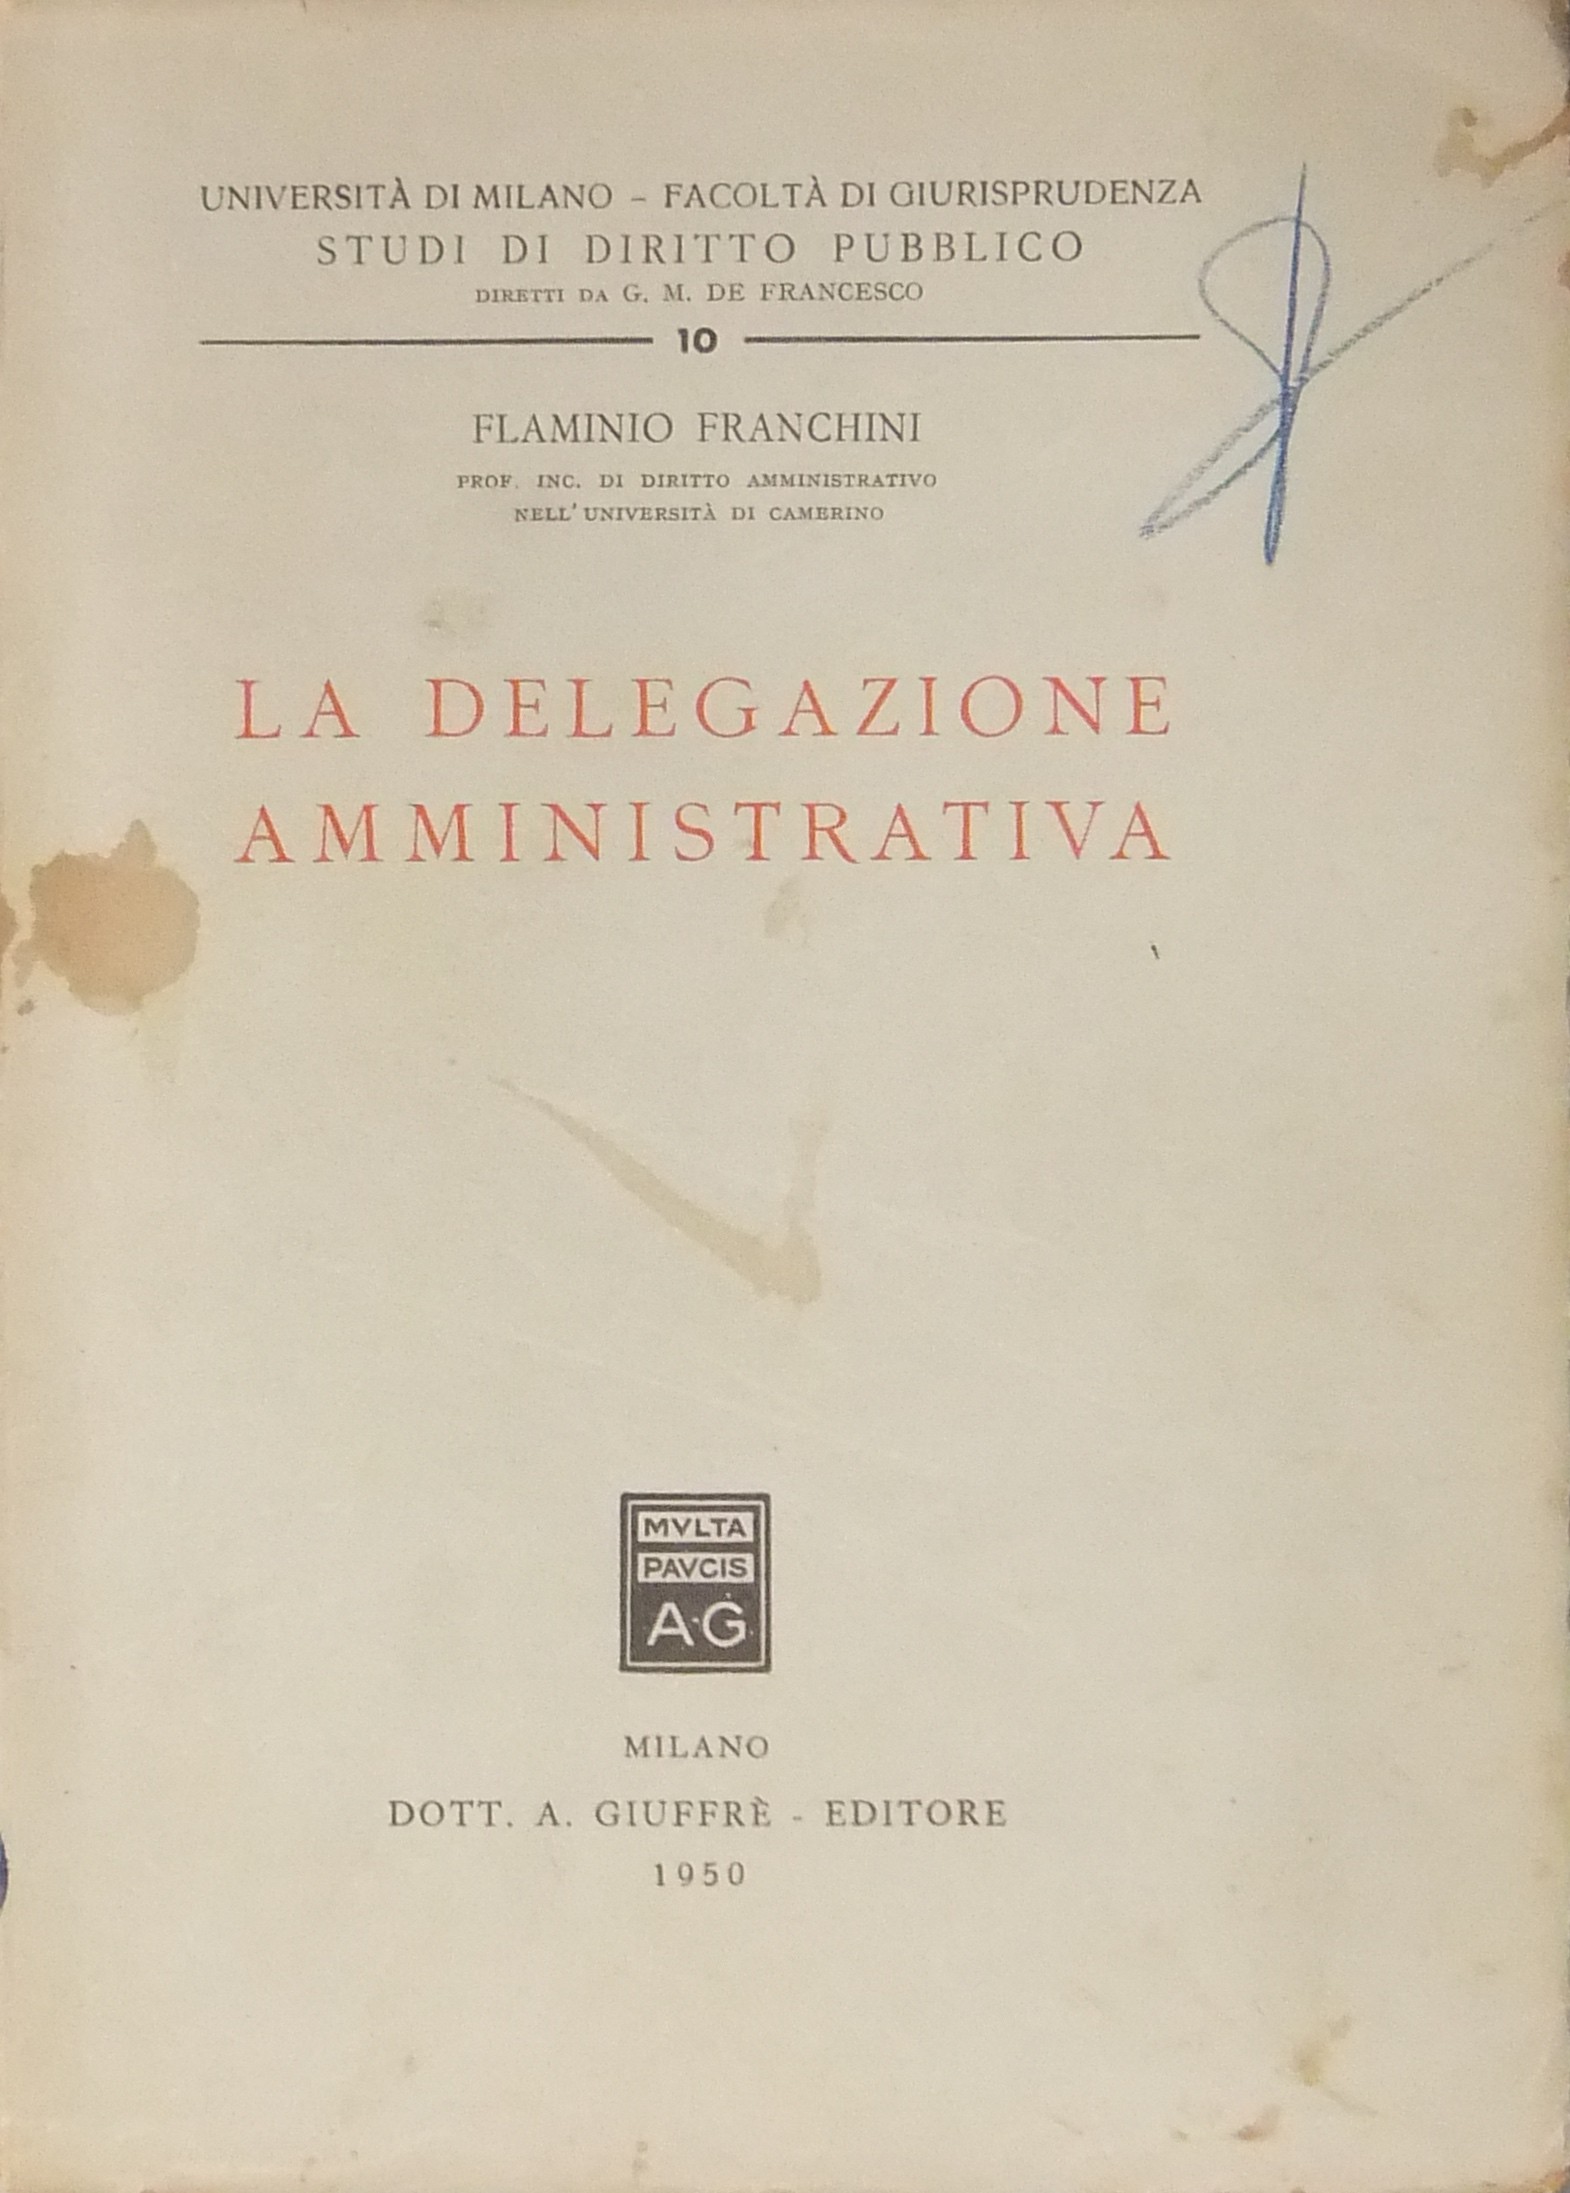 UNIVERSITÀ DI MILANO – FACOLTÀ DI GIURISPRUDENZA
STUDI DI DIRITTO PUBBLICO
DIRETTI DA G. M. DE FRANCESCO
10
FLAMINIO FRANCHINI
PROF. INC. DI DIRITTO AMMINISTRATIVO
NELL'UNIVERSITÀ DI CAMERINO
LA DELEGAZIONE
AMMINISTRATIVA
MVLTA
PAVCIS
A·G
MILANO
DOTT. A. GIUFFRÈ - EDITORE
1950